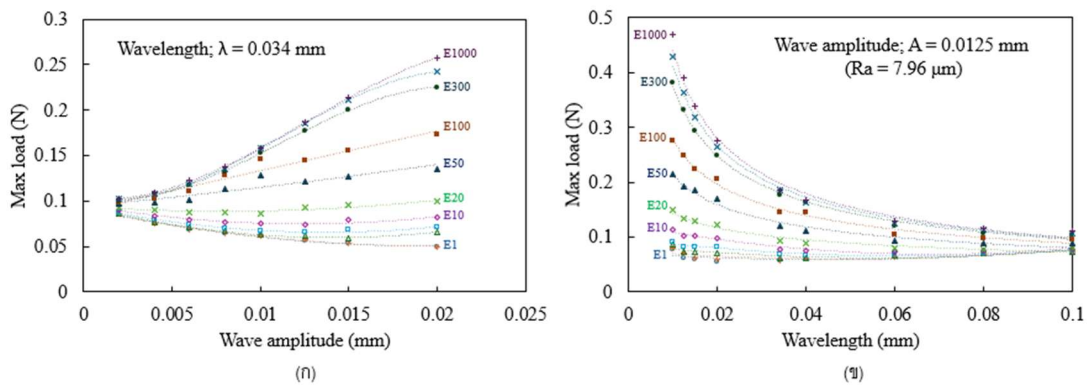 0.3
0.25
0.2
0.15
0.1
0.05
0
Max load (N)
Wavelength; λ = 0.034 mm
E1000
E300
E100
E50
E20
E10
E1
0 0.005 0.01 0.015 0.02 0.025
Wave amplitude (mm)
(ก)
0.5
0.4
0.3
0.2
0.1
0
Max load (N)
Wave amplitude; A = 0.0125 mm
(Ra = 7.96 μm)
E1000
E300
E100
E50
E20
E10
E1
0 0.02 0.04 0.06 0.08 0.1
Wavelength (mm)
(ข)